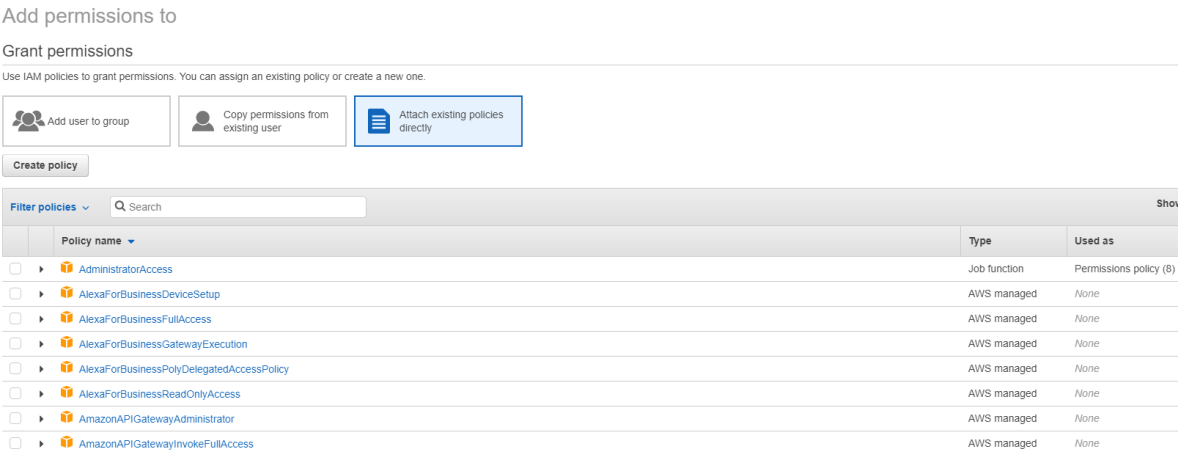 Add permissions to
Grant permissions
Use IAM policies to grant permissions. You can assign an existing policy or create a new one.
Add user to group
Copy permissions from
existing user
Attach existing policies
directly
Create policy
Filter policies Search Show
Policy name Type Used as
AdministratorAccess Job function Permissions policy (8)
AlexaForBusinessDeviceSetup AWS managed None
AlexaForBusinessFullAccess AWS managed None
AlexaForBusinessGatewayExecution AWS managed None
AlexaForBusinessPolyDelegatedAccessPolicy AWS managed None
AlexaForBusinessReadOnlyAccess AWS managed None
AmazonAPIGatewayAdministrator AWS managed None
AmazonAPIGatewayInvokeFullAccess AWS managed None